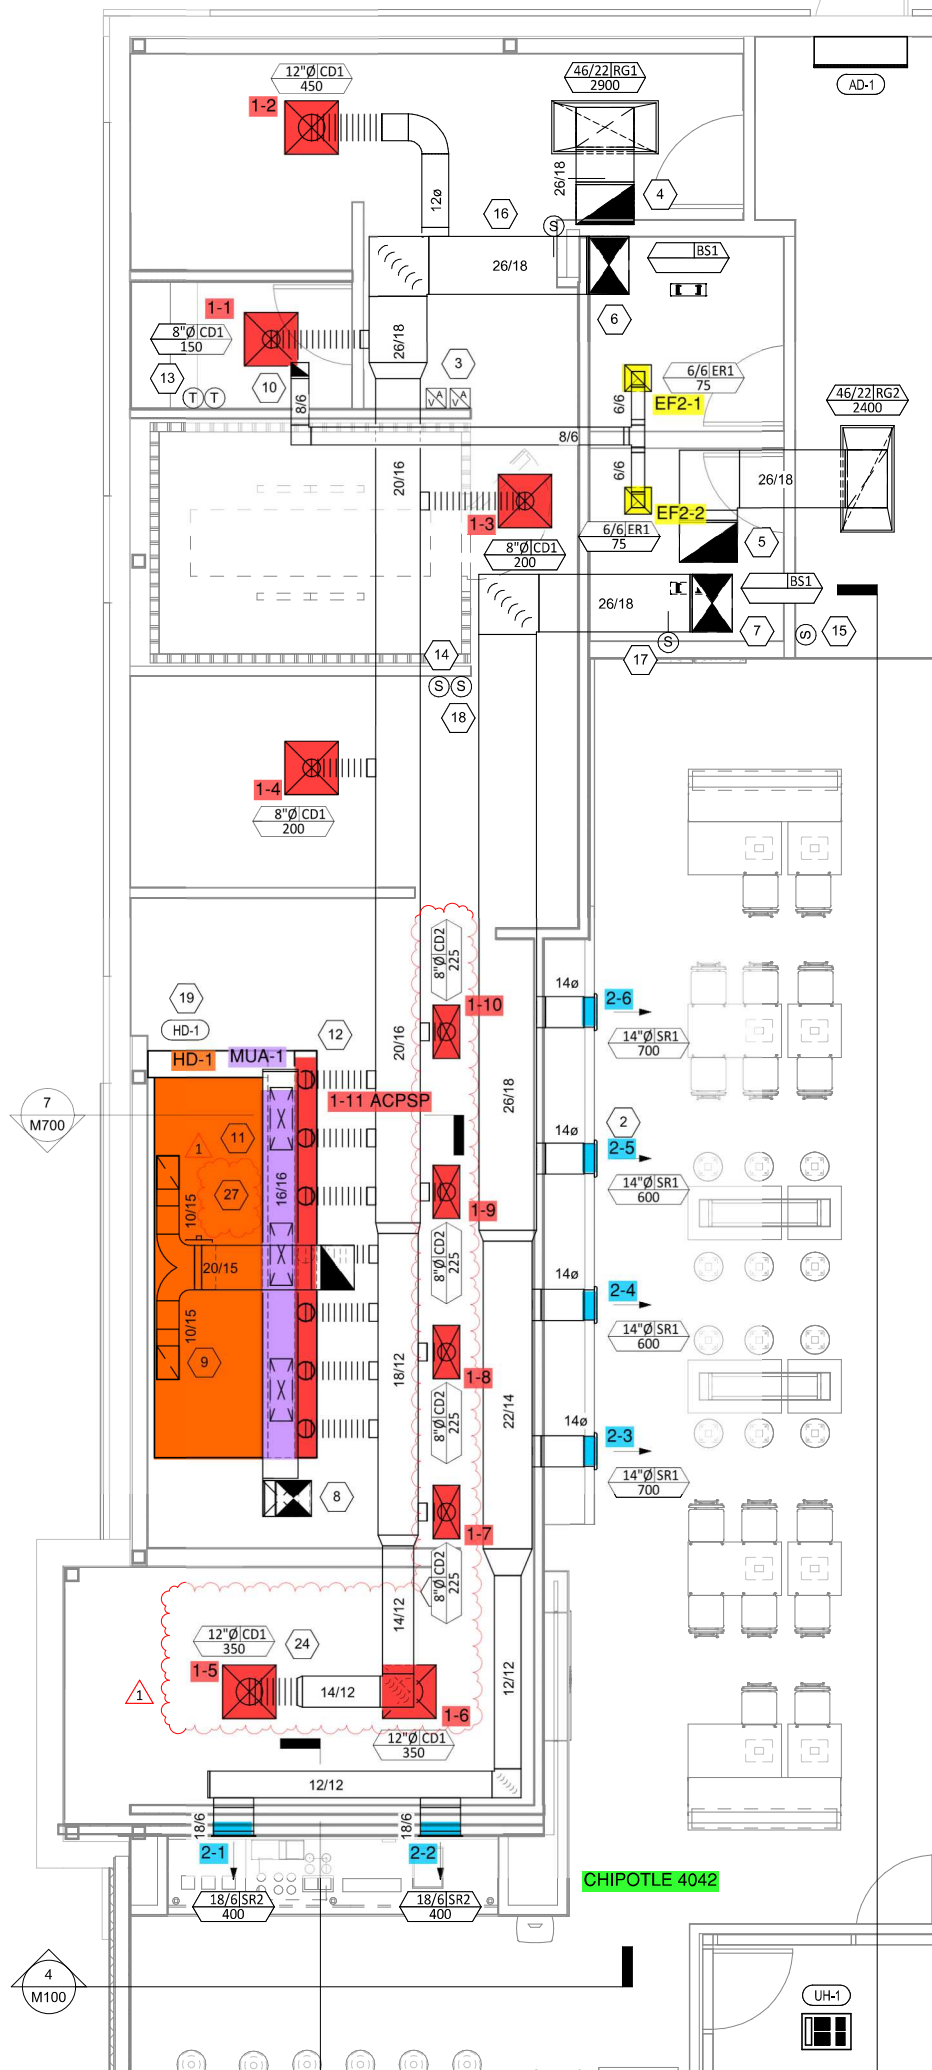 12"Ø CD1
450
1-2
46/22 RG1
2900
AD-1
26/18
4
12ø
16
S
26/18
BS1
6
1-1
8"Ø CD1
150
13
T T
10
26/18
3
A
V
A
V
8/6
6/6 ER1
75
6/6
EF2-1
46/22 RG2
2400
8/6
20/16
6/6
26/18
EF2-2
1-3
6/6 ER1
75
5
8"Ø CD1
200
BS1
26/18
7
S
15
17
S
14
S S
18
1-4
8"Ø CD1
200
8"Ø CD2
225
14ø
2-6
19
HD-1
1-10
14"Ø SR1
700
20/16
12
HD-1
MUA-1
1-11 ACPSP
26/18
7
M700
1
11
14ø
2
2-5
27
16/16
10/15
1-9
14"Ø SR1
600
20/15
8"Ø CD2
225
14ø
2-4
10/15
14"Ø SR1
600
9
18/12
1-8
8"Ø CD2
225
22/14
14ø
2-3
14"Ø SR1
700
8
1-7
8"Ø CD2
225
14/12
12"Ø CD1
350
24
1-5
14/12
12/12
1
1-6
12"Ø CD1
350
12/12
18/6
18/6
2-1
2-2
CHIPOTLE 4042
18/6 SR2
400
18/6 SR2
400
4
M100
UH-1